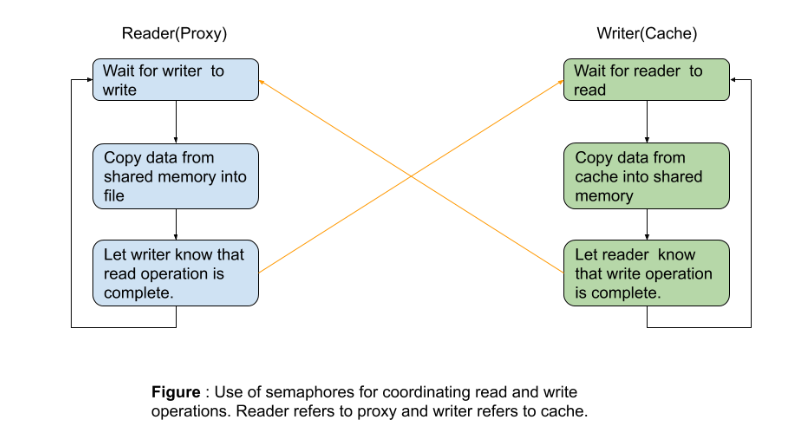 Reader(Proxy)
Writer(Cache)
Wait for writer to
write
Wait for reader to
read
Copy data from
shared memory into
file
Copy data from
cache into shared
memory
Let writer know that
read operation is
complete.
Let reader know
that write operation
is complete.
Figure : Use of semaphores for coordinating read and write
operations. Reader refers to proxy and writer refers to cache.